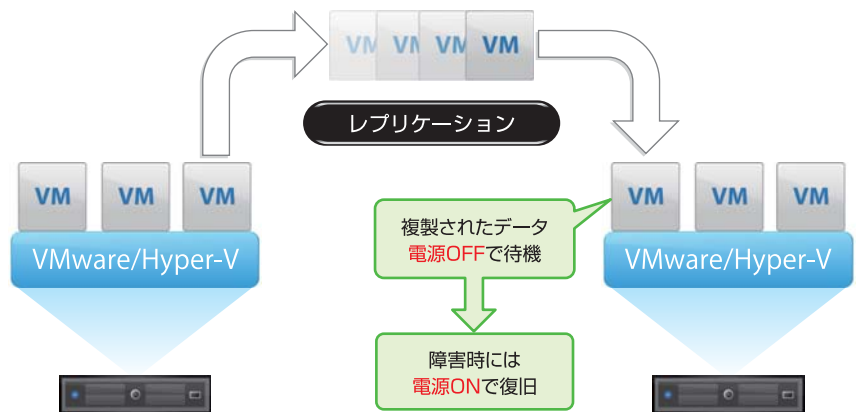 VM VM VM VM
レプリケーション
VM VM VM
VMware/Hyper-V
複製されたデータ
電源OFFで待機
障害時には
電源ONで復旧
VM VM VM
VMware/Hyper-V